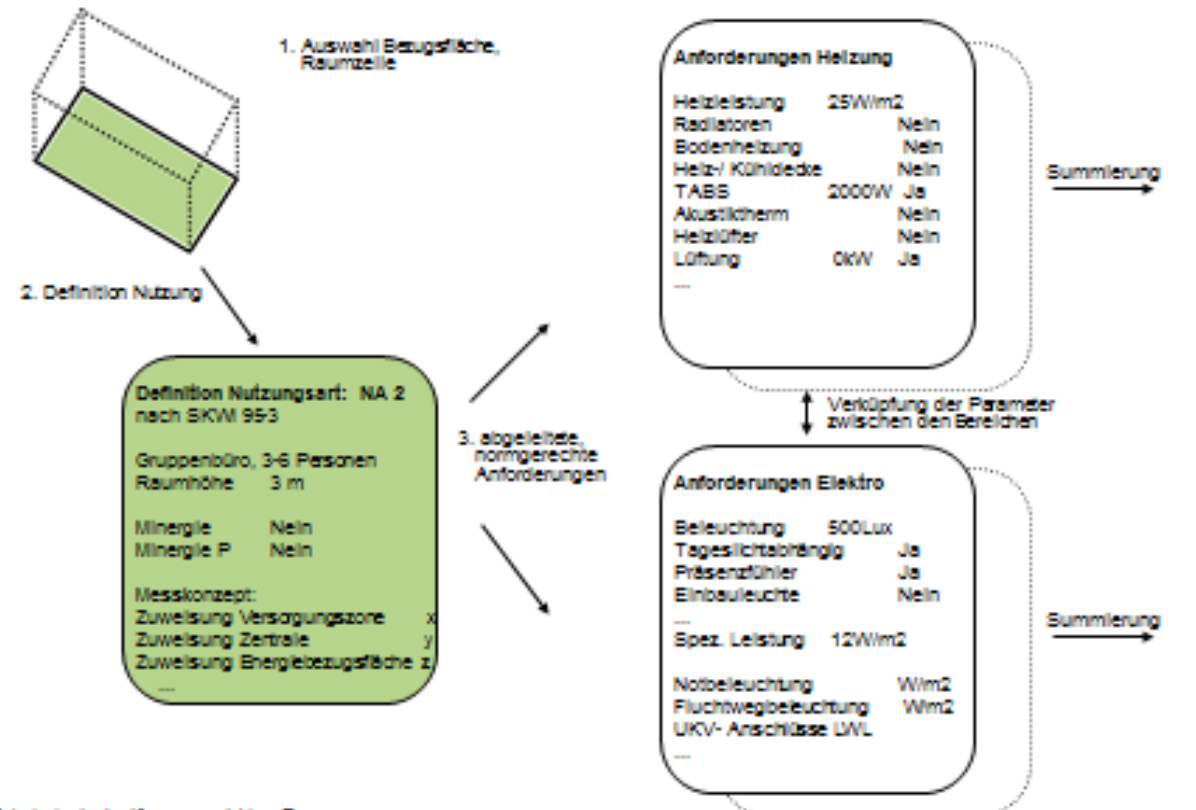 1. Auswahl Bezugsfläche,
Raumzelle
2. Definition Nutzung
Definition Nutzungsart: NA 2
nach SKWI 95-3
Gruppenbüro, 3-6 Personen
Raumhöhe 3 m
Minergie Nein
Minergie P Nein
Messkonzept:
Zuweisung Versorgungszone x
Zuweisung Zentrale y
Zuweisung Energiebezugsfläche z
....
3. abgeleitete,
normgerechte
Anforderungen
Anforderungen Heizung
Heizleistung 25W/m2
Radiatoren Nein
Bodenheizung Nein
Heiz-/ Kühldecke Nein
TABS 2000W Ja
Akustiktherm Nein
Heizlüfter Nein
Lüftung 0kW Ja
....
Summierung
Verküpfung der Parameter
zwischen den Bereichen
Anforderungen Elektro
Beleuchtung 500Lux
Tageslichtabhängig Ja
Präsenzfühler Ja
Einbauleuchte Nein
....
Spez. Leistung 12W/m2
Notbeleuchtung W/m2
Fluchtwegbeleuchtung W/m2
UKV- Anschlüsse LWL
....
Summierung